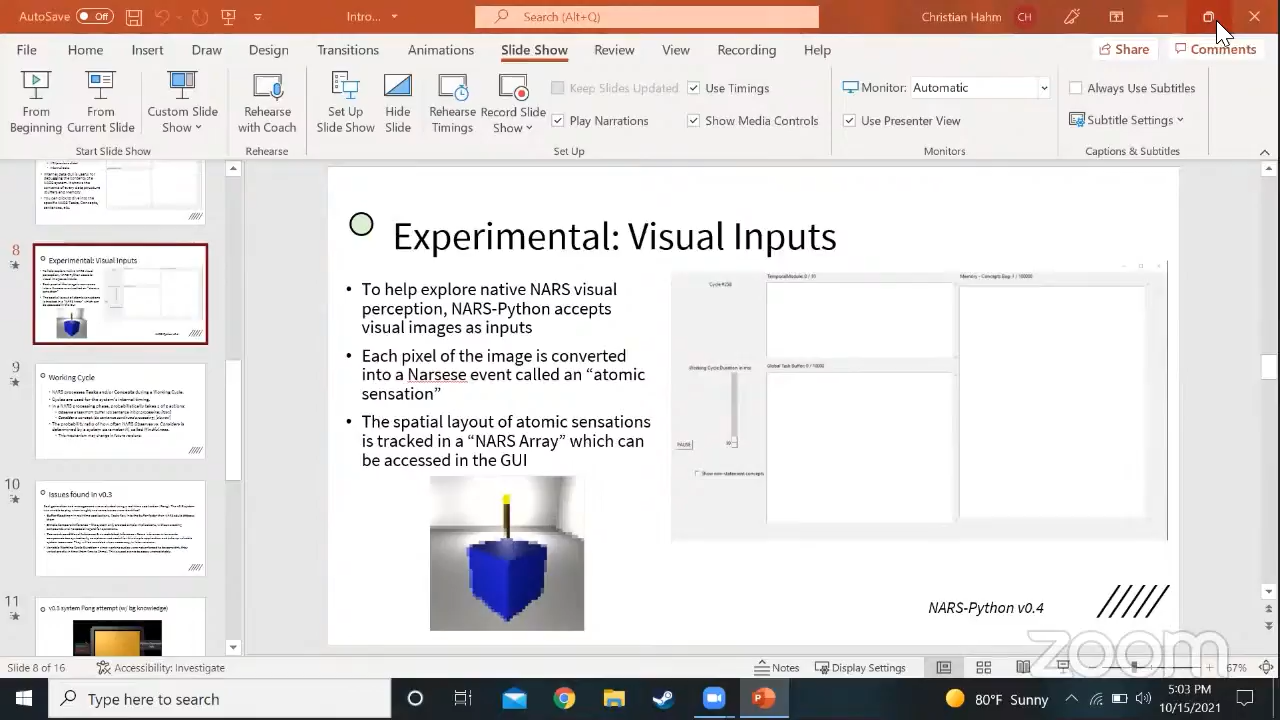 AutoSave Off Intro... Search (Alt+Q) Christian Hahm CH
File Home Insert Draw Design Transitions Animations Slide Show Review View Recording Help Share Comments
From Beginning
From Current Slide
Custom Slide Show
Start Slide Show
Rehearse with Coach
Rehearse
Set Up Slide Show
Hide Slide
Rehearse Timings
Record Slide Show
Keep Slides Updated
Play Narrations
Use Timings
Show Media Controls
Set Up
Monitor: Automatic
Use Presenter View
Monitors
Always Use Subtitles
Subtitle Settings
Captions & Subtitles
8
Experimental: Visual Inputs
Working Cycle
Issues found in v0.3
11
v0.3 system Pong attempt (w/ bg knowledge)
Experimental: Visual Inputs
• To help explore native NARS visual
perception, NARS-Python accepts
visual images as inputs
• Each pixel of the image is converted
into a Narsese event called an “atomic
sensation”
• The spatial layout of atomic sensations
is tracked in a “NARS Array” which can
be accessed in the GUI
PAUSE
NARS-Python v0.4
zoom
Slide 8 of 16 Accessibility: Investigate Notes Display Settings 67%
Type here to search 80°F Sunny
5:03 PM
10/15/2021